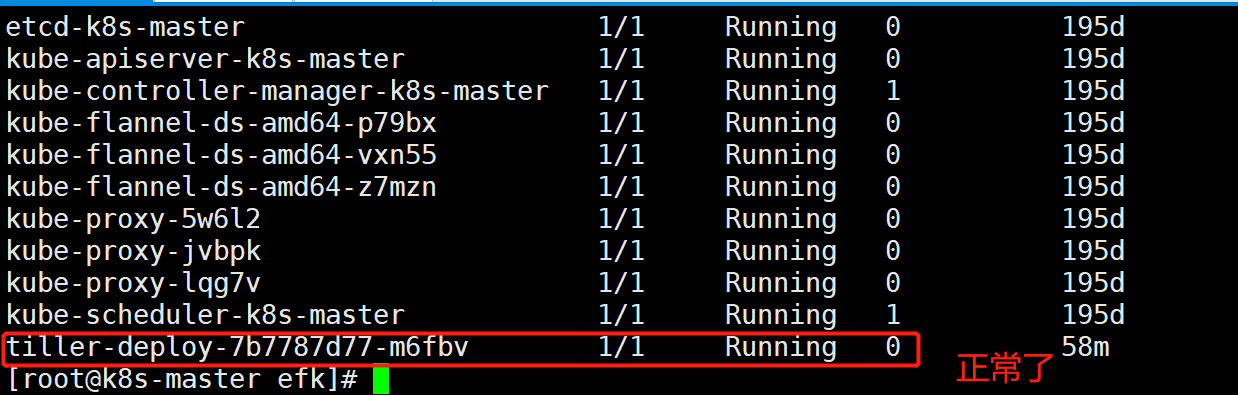 etcd-k8s-master 1/1 Running 0 195d
kube-apiserver-k8s-master 1/1 Running 0 195d
kube-controller-manager-k8s-master 1/1 Running 1 195d
kube-flannel-ds-amd64-p79bx 1/1 Running 0 195d
kube-flannel-ds-amd64-vxn55 1/1 Running 0 195d
kube-flannel-ds-amd64-z7mzn 1/1 Running 0 195d
kube-proxy-5w6l2 1/1 Running 0 195d
kube-proxy-jvbpk 1/1 Running 0 195d
kube-proxy-lqg7v 1/1 Running 0 195d
kube-scheduler-k8s-master 1/1 Running 1 195d
tiller-deploy-7b7787d77-m6fbv 1/1 Running 0 58m
正常了
[root@k8s-master efk]#